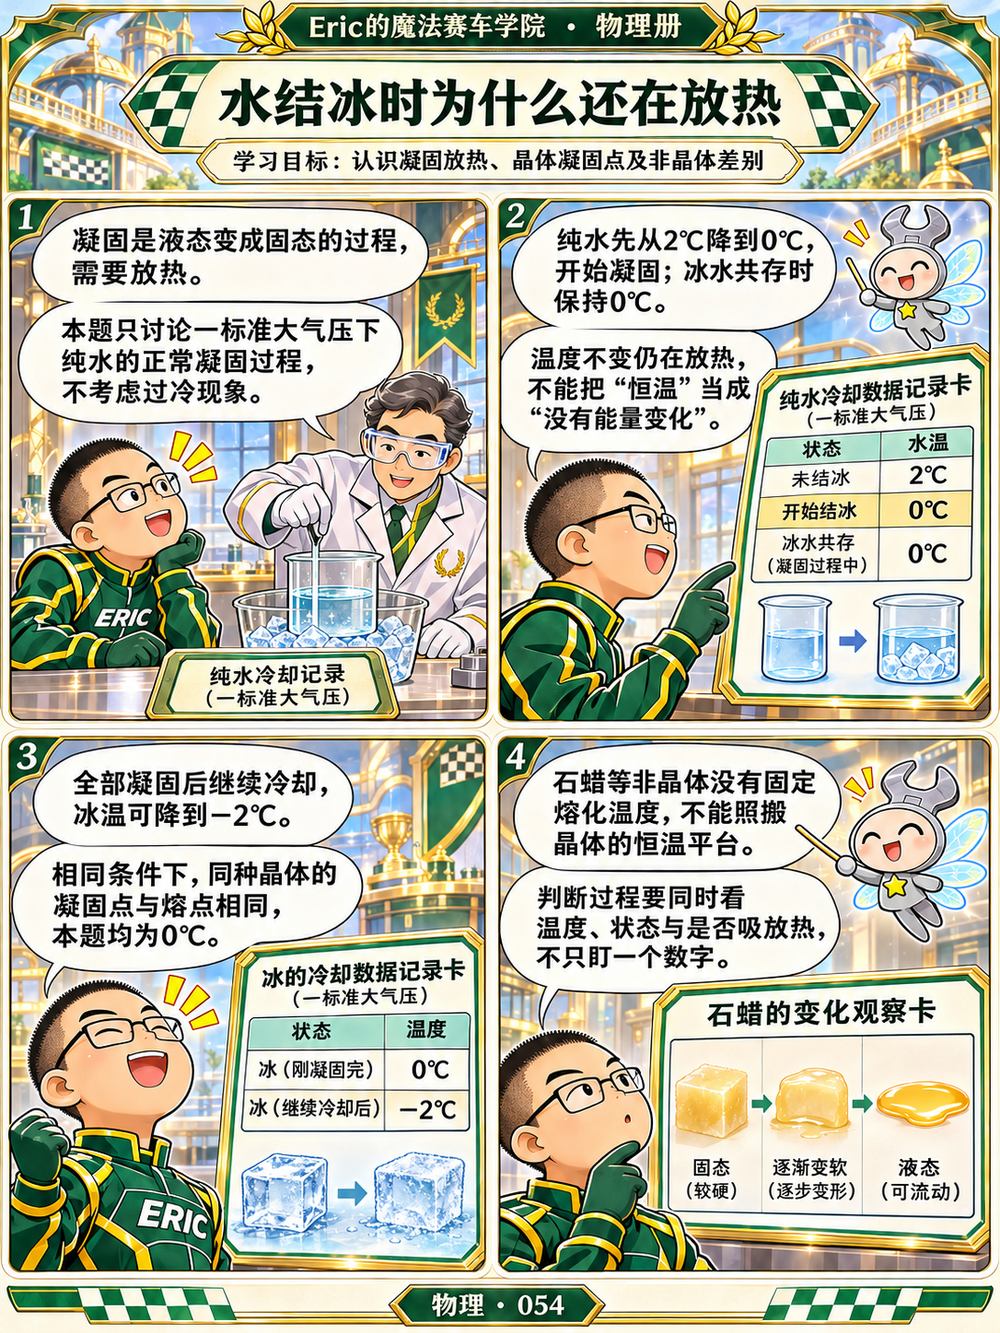 Eric的魔法赛车学院 · 物理册
水结冰时为什么还在放热
学习目标：认识凝固放热、晶体凝固点及非晶体差别
1
凝固是液态变成固态的过程，
需要放热。
本题只讨论一标准大气压下
纯水的正常凝固过程，
不考虑过冷现象。
ERIC
纯水冷却记录
（一标准大气压）
2
纯水先从2℃降到0℃，
开始凝固；冰水共存时
保持0℃。
温度不变仍在放热，
不能把“恒温”当成
“没有能量变化”。
纯水冷却数据记录卡
（一标准大气压）
状态 水温
未结冰 2℃
开始结冰 0℃
冰水共存
（凝固过程中） 0℃
3
全部凝固后继续冷却，
冰温可降到－2℃。
相同条件下，同种晶体的
凝固点与熔点相同，
本题均为0℃。
冰的冷却数据记录卡
（一标准大气压）
状态 温度
冰（刚凝固完） 0℃
冰（继续冷却后） －2℃
ERIC
4
石蜡等非晶体没有固定
熔化温度，不能照搬
晶体的恒温平台。
判断过程要同时看
温度、状态与是否吸放热，
不只盯一个数字。
石蜡的变化观察卡
固态 逐渐变软 液态
（较硬） （逐步变形） （可流动）
物理 · 054